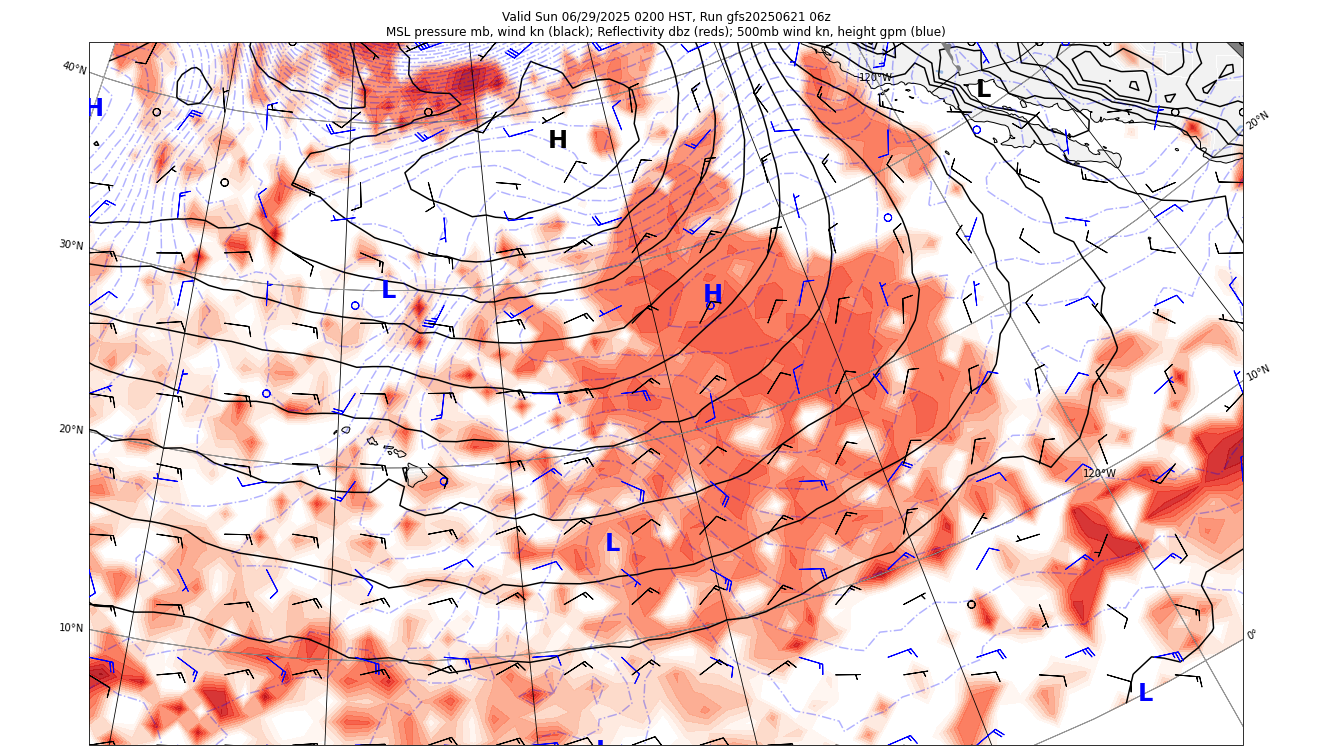 Valid Sun 06/29/2025 0200 HST, Run gfs20250621 06z
MSL pressure mb, wind kn (black); Reflectivity dbz (reds); 500mb wind kn, height gpm (blue)
40°N
120°W
L
H
20°N
H
30°N
L
H
10°N
20°N
120°W
L
10°N
0°
L
L